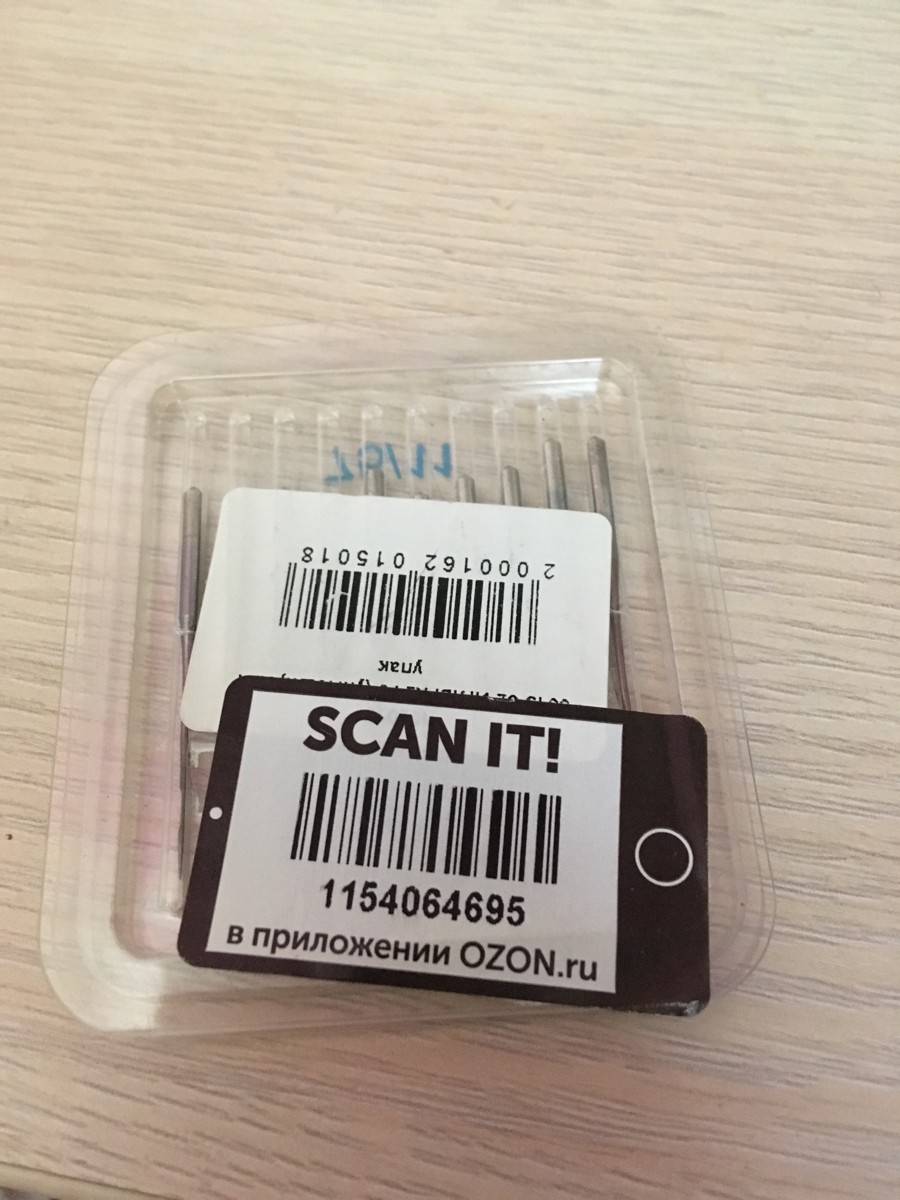 SCAN IT!
1154064695
в приложении OZON.ru
упак
2 000162 015018